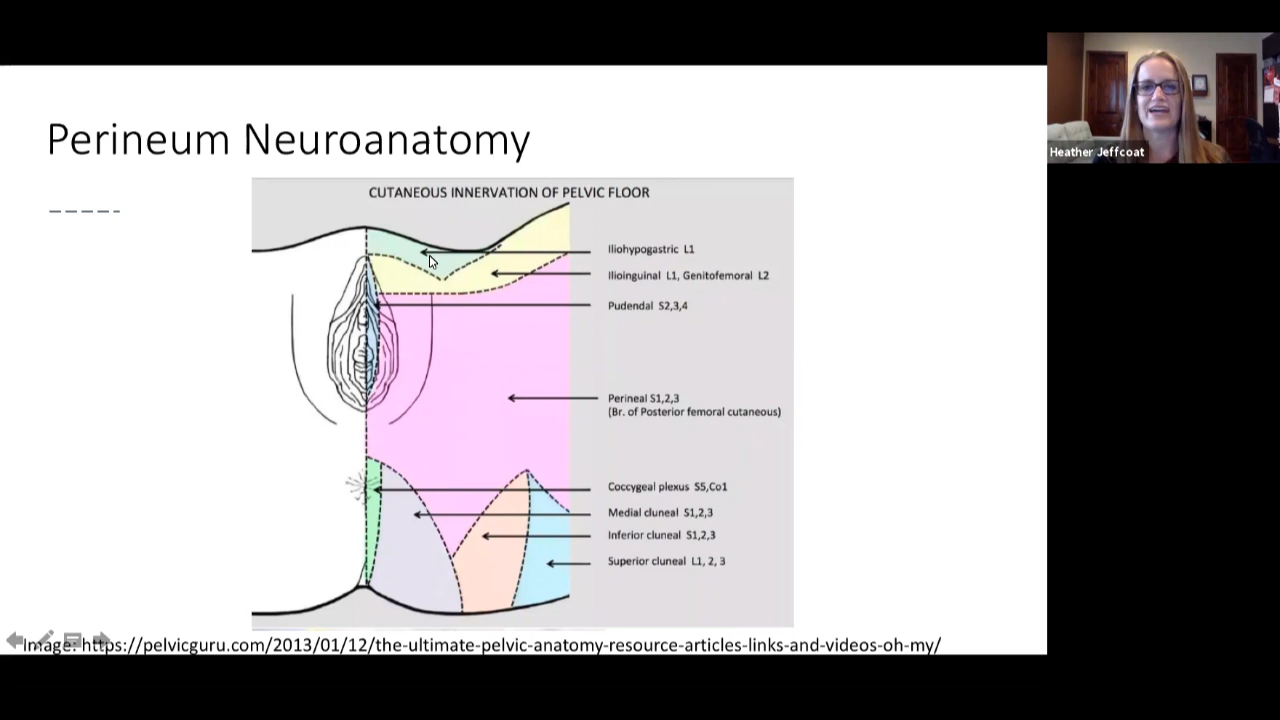 Perineum Neuroanatomy
CUTANEOUS INNERVATION OF PELVIC FLOOR
Iliohypogastric L1
Ilioinguinal L1, Genitofemoral L2
Pudendal S2,3,4
Perineal S1,2,3
(Br. of Posterior femoral cutaneous)
Coccygeal plexus S5,Co1
Medial cluneal S1,2,3
Inferior cluneal S1,2,3
Superior cluneal L1, 2, 3
Image: https://pelvicguru.com/2013/01/12/the-ultimate-pelvic-anatomy-resource-articles-links-and-videos-oh-my/
Heather Jeffcoat